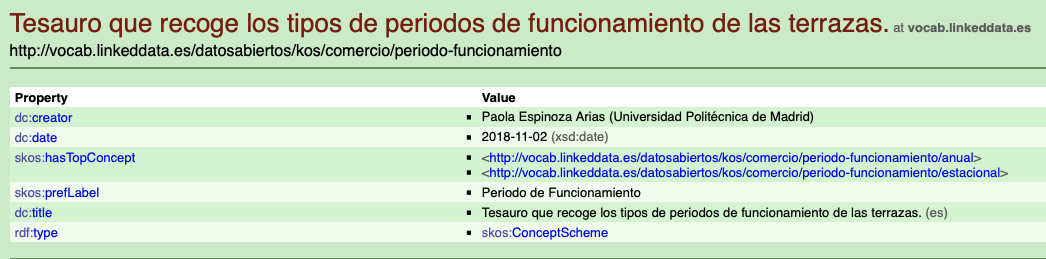 Tesauro que recoge los tipos de periodos de funcionamiento de las terrazas. at vocab.linkeddata.es
http://vocab.linkeddata.es/datosabiertos/kos/comercio/periodo-funcionamiento
Property Value
dc:creator ▪ Paola Espinoza Arias (Universidad Politécnica de Madrid)
dc:date ▪ 2018-11-02 (xsd:date)
skos:hasTopConcept ▪ <http://vocab.linkeddata.es/datosabiertos/kos/comercio/periodo-funcionamiento/anual>
▪ <http://vocab.linkeddata.es/datosabiertos/kos/comercio/periodo-funcionamiento/estacional>
skos:prefLabel ▪ Periodo de Funcionamiento
dc:title ▪ Tesauro que recoge los tipos de periodos de funcionamiento de las terrazas. (es)
rdf:type ▪ skos:ConceptScheme